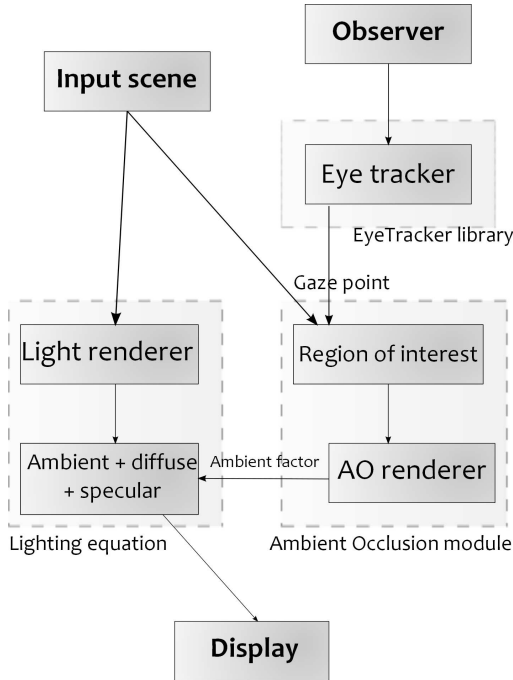 Observer
Input scene
Eye tracker
EyeTracker library
Gaze point
Light renderer
Region of interest
Ambient + diffuse
+ specular
Ambient factor
AO renderer
Lighting equation
Ambient Occlusion module
Display